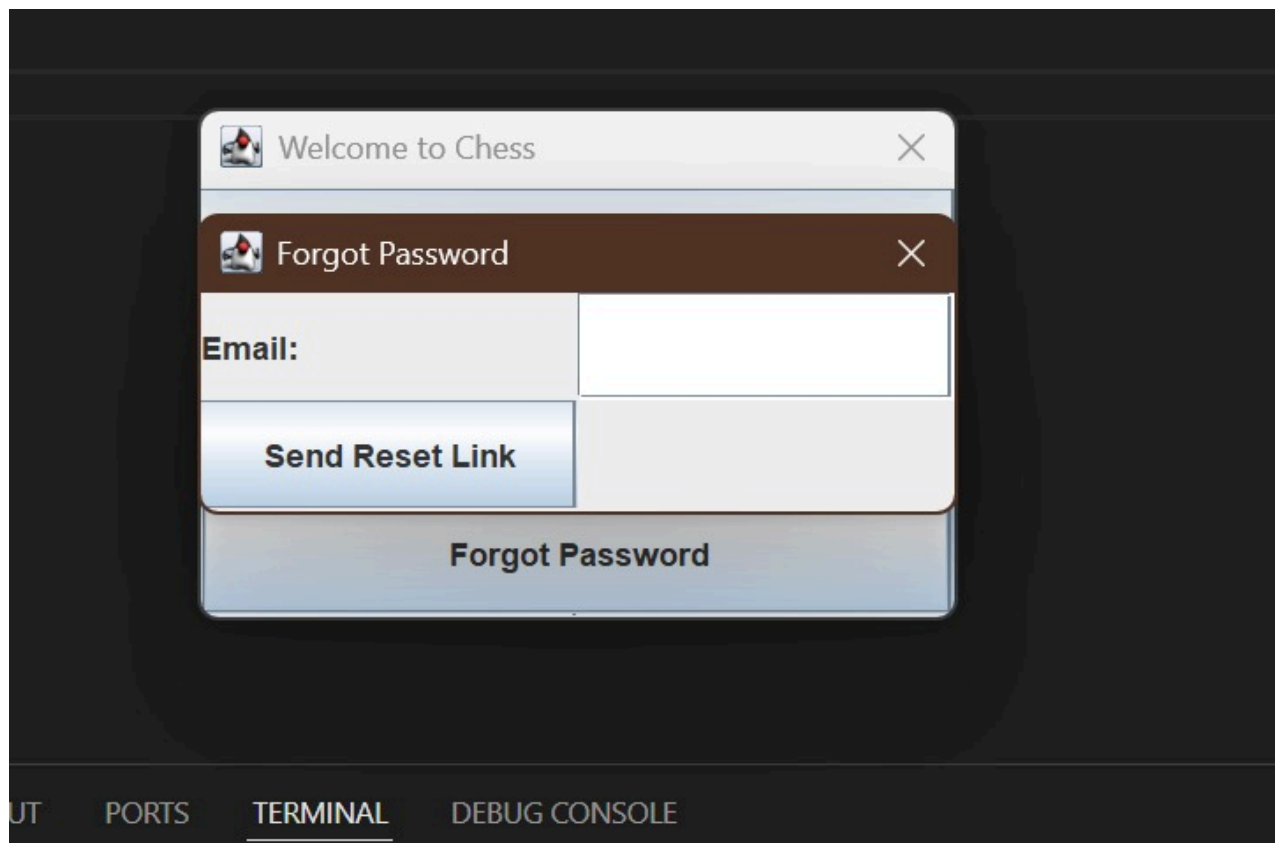 Welcome to Chess
Forgot Password
Email:
Send Reset Link
Forgot Password
UT PORTS TERMINAL DEBUG CONSOLE